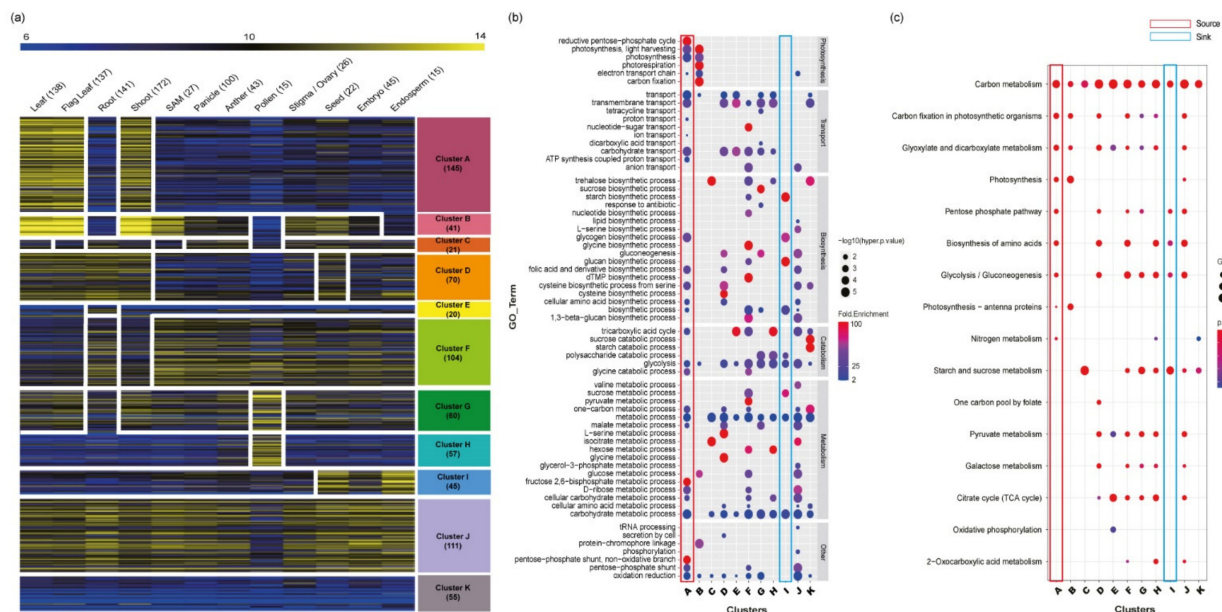 (a)
6 10 14
Leaf (138)
Flag Leaf (137)
Root (141)
Shoot (172)
SAM (27)
Panicle (100)
Anther (43)
Pollen (15)
Stigma / Ovary (26)
Seed (22)
Embryo (45)
Endosperm (15)
Cluster A
(145)
Cluster B
(41)
Cluster C
(21)
Cluster D
(70)
Cluster E
(20)
Cluster F
(104)
Cluster G
(60)
Cluster H
(57)
Cluster I
(45)
Cluster J
(111)
Cluster K
(55)
(b)
GO_Term
reductive pentose-phosphate cycle
photosynthesis, light harvesting
photosynthesis
photorespiration
electron transport chain
carbon fixation
Photosynthesis
transport
transmembrane transport
tetracycline transport
proton transport
nucleotide-sugar transport
ion transport
dicarboxylic acid transport
carbohydrate transport
ATP synthesis coupled proton transport
anion transport
Transport
trehalose biosynthetic process
sucrose biosynthetic process
starch biosynthetic process
response to antibiotic
nucleotide biosynthetic process
lipid biosynthetic process
L-serine biosynthetic process
glycogen biosynthetic process
glycine biosynthetic process
gluconeogenesis
glucan biosynthetic process
folic acid and derivative biosynthetic process
dTMP biosynthetic process
cysteine biosynthetic process from serine
cysteine biosynthetic process
cellular amino acid biosynthetic process
biosynthetic process
1,3-beta-glucan biosynthetic process
Biosynthesis
tricarboxylic acid cycle
sucrose catabolic process
starch catabolic process
polysaccharide catabolic process
glycolysis
glycine catabolic process
Catabolism
valine metabolic process
sucrose metabolic process
pyruvate metabolic process
one-carbon metabolic process
metabolic process
malate metabolic process
L-serine metabolic process
isocitrate metabolic process
hexose metabolic process
glycine metabolic process
glycerol-3-phosphate metabolic process
glucose metabolic process
fructose 2,6-bisphosphate metabolic process
D-ribose metabolic process
cellular carbohydrate metabolic process
cellular amino acid metabolic process
carbohydrate metabolic process
Metabolism
tRNA processing
secretion by cell
protein-chromophore linkage
phosphorylation
pentose-phosphate shunt, non-oxidative branch
pentose-phosphate shunt
oxidation reduction
Other
A B C D E F G H I J K
Clusters
-log10(hyper.p.value)
2
3
4
5
Fold.Enrichment
100
25
2
(c)
Source
Sink
Carbon metabolism
Carbon fixation in photosynthetic organisms
Glyoxylate and dicarboxylate metabolism
Photosynthesis
Pentose phosphate pathway
Biosynthesis of amino acids
Glycolysis / Gluconeogenesis
Photosynthesis - antenna proteins
Nitrogen metabolism
Starch and sucrose metabolism
One carbon pool by folate
Pyruvate metabolism
Galactose metabolism
Citrate cycle (TCA cycle)
Oxidative phosphorylation
2-Oxocarboxylic acid metabolism
A B C D E F G H I J K
Clusters
G